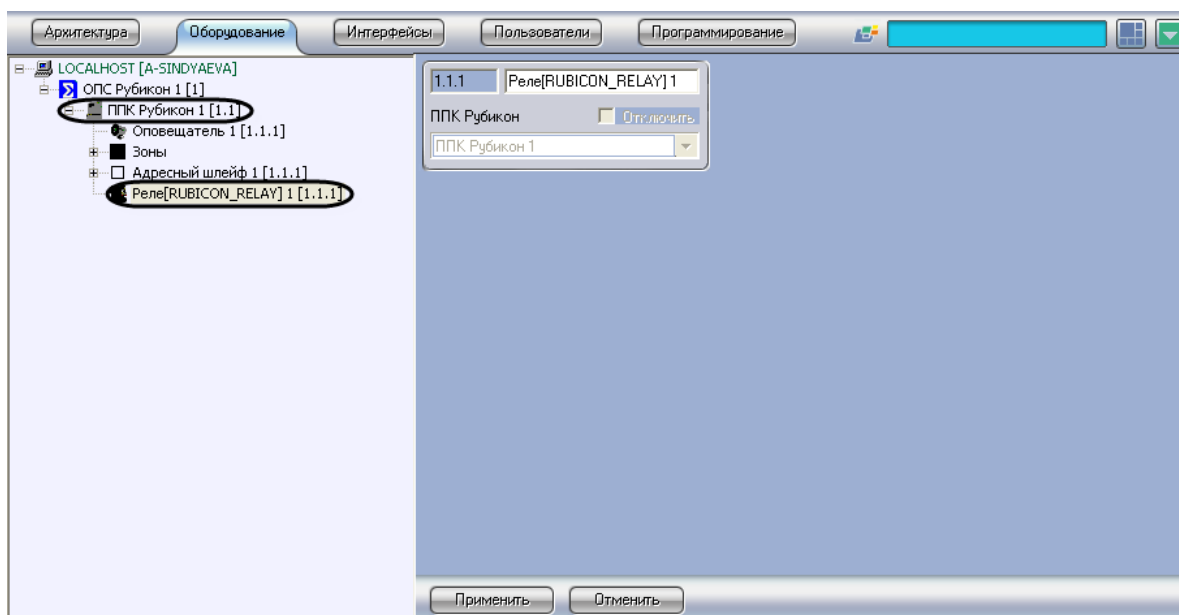 Архитектура Оборудование Интерфейсы Пользователи Программирование
LOCALHOST [A-SINDYAEVA]
ОПС Рубикон 1 [1]
ППК Рубикон 1 [1.1]
Оповещатель 1 [1.1.1]
Зоны
Адресный шлейф 1 [1.1.1]
Реле[RUBICON_RELAY] 1 [1.1.1]
1.1.1 Реле[RUBICON_RELAY] 1
ППК Рубикон Отключить
ППК Рубикон 1
Применить Отменить